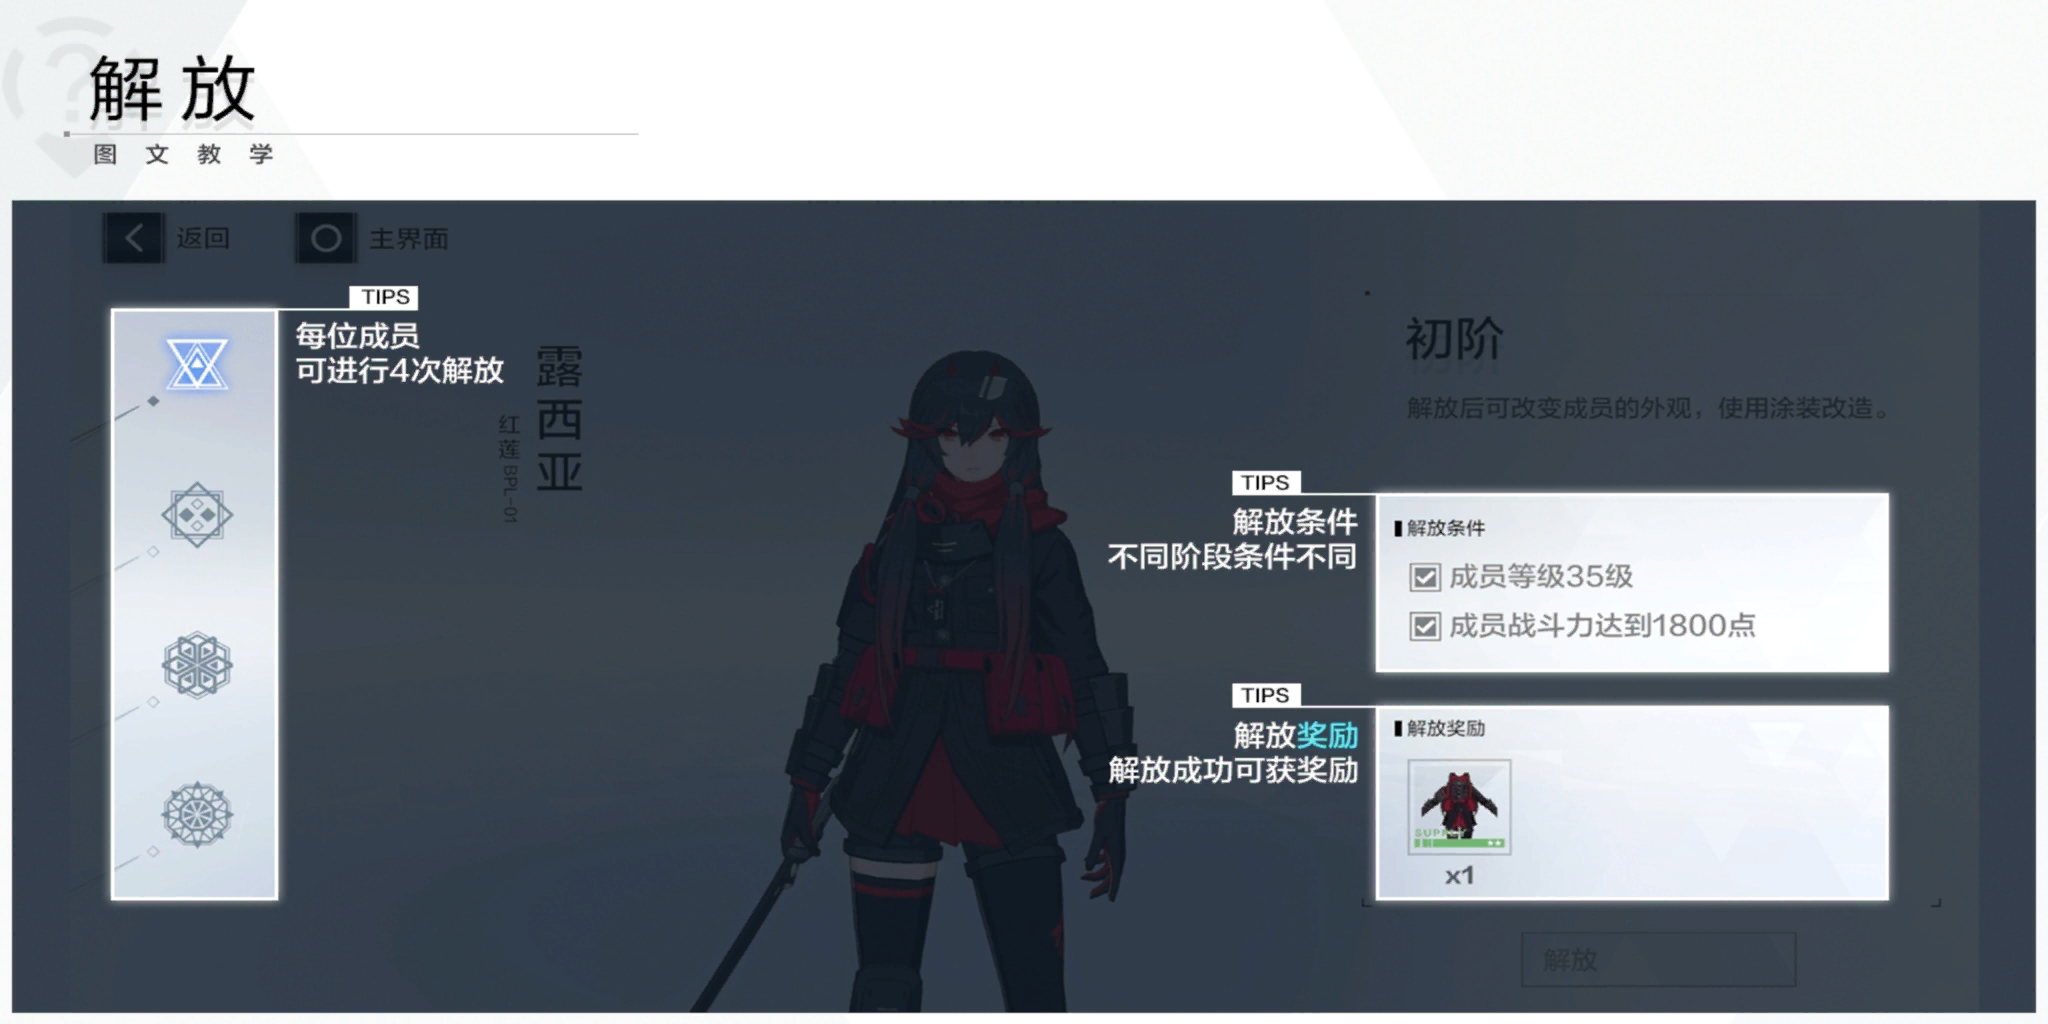 解放
图文教学
返回
主界面
TIPS
每位成员
可进行4次解放
露西亚
红莲BPL-01
初阶
解放后可改变成员的外观，使用涂装改造。
TIPS
解放条件
不同阶段条件不同
解放条件
成员等级35级
成员战斗力达到1800点
TIPS
解放奖励
解放成功可获奖励
解放奖励
x1
解放